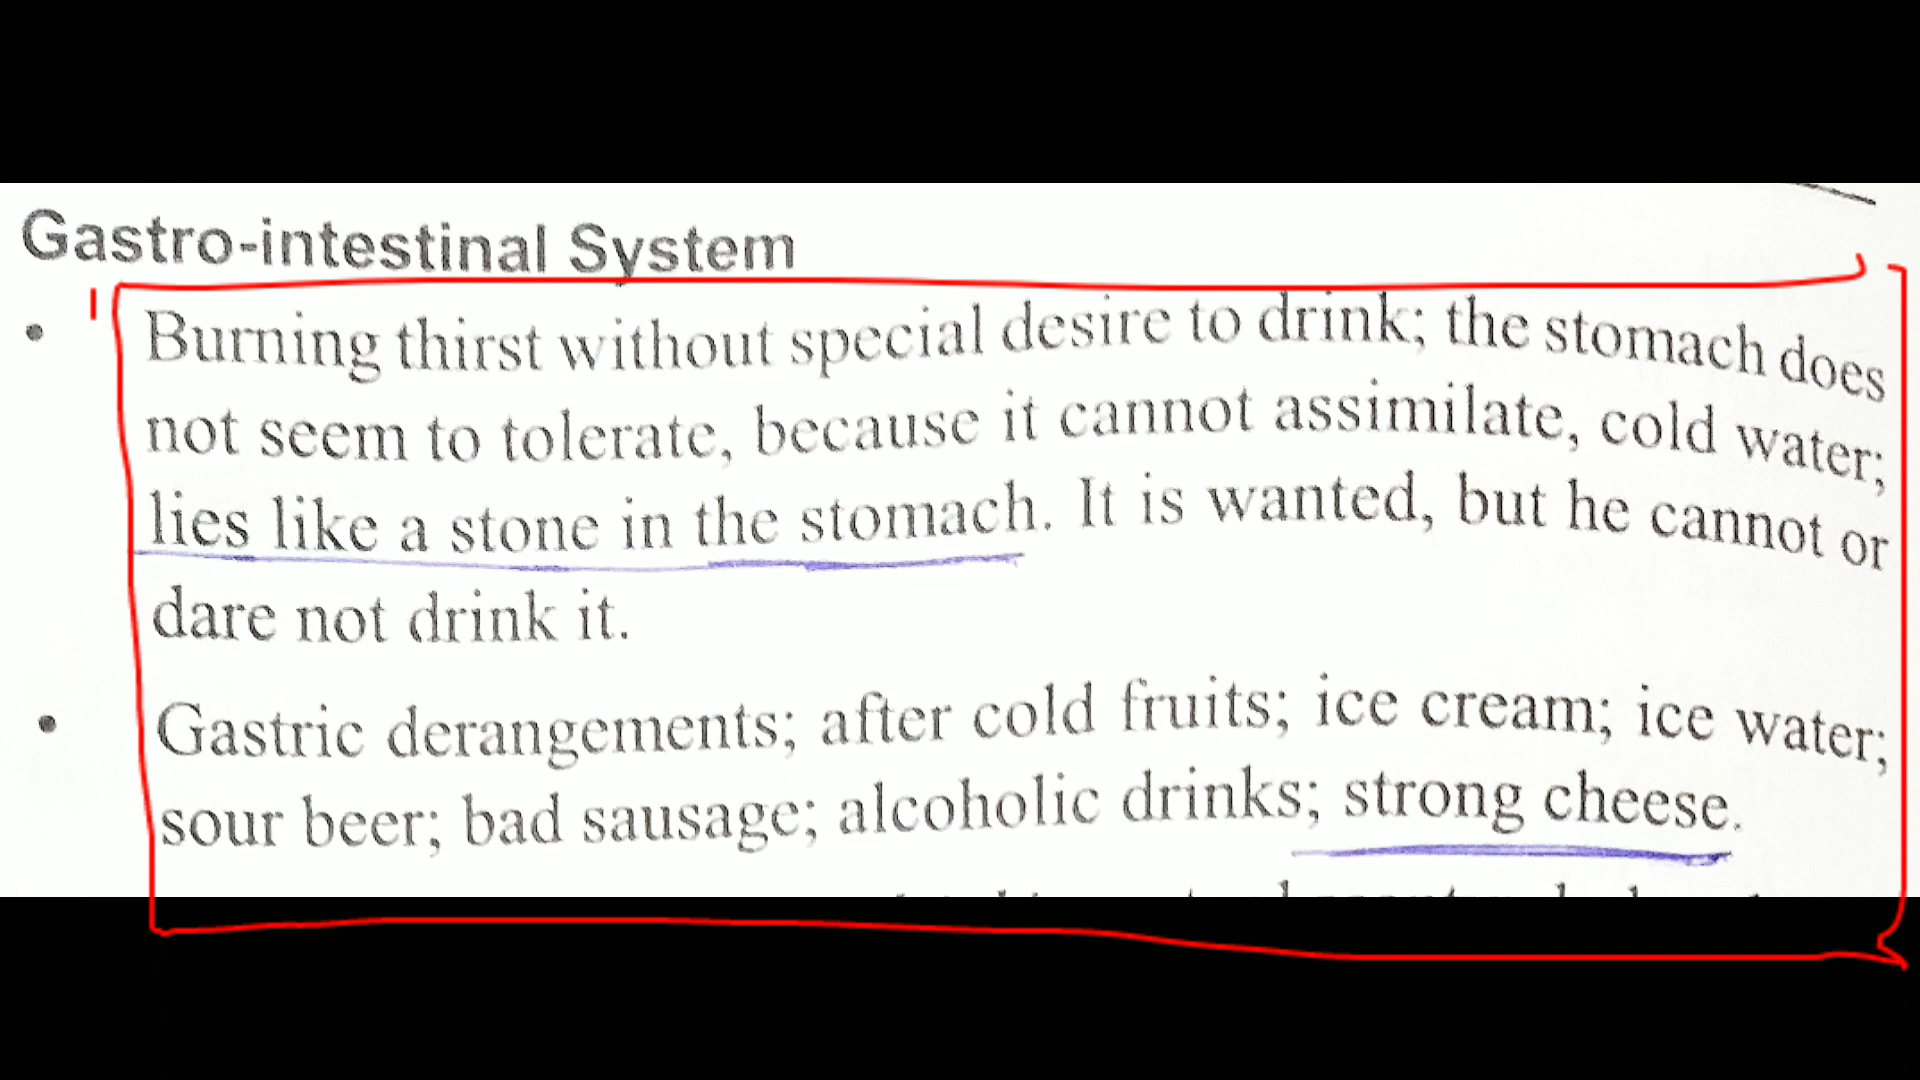 Gastro-intestinal System
• Burning thirst without special desire to drink; the stomach does
not seem to tolerate, because it cannot assimilate, cold water;
lies like a stone in the stomach. It is wanted, but he cannot or
dare not drink it.
• Gastric derangements; after cold fruits; ice cream; ice water;
sour beer; bad sausage; alcoholic drinks; strong cheese.